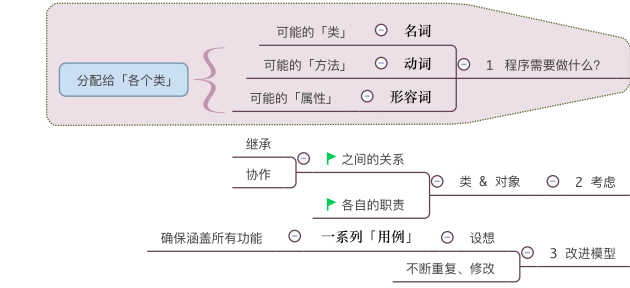 可能的「类」 名词
可能的「方法」 动词
分配给「各个类」 1 程序需要做什么?
可能的「属性」 形容词
继承
之间的关系
协作
类 & 对象 2 考虑
各自的职责
确保涵盖所有功能 一系列「用例」 设想
3 改进模型
不断重复、修改